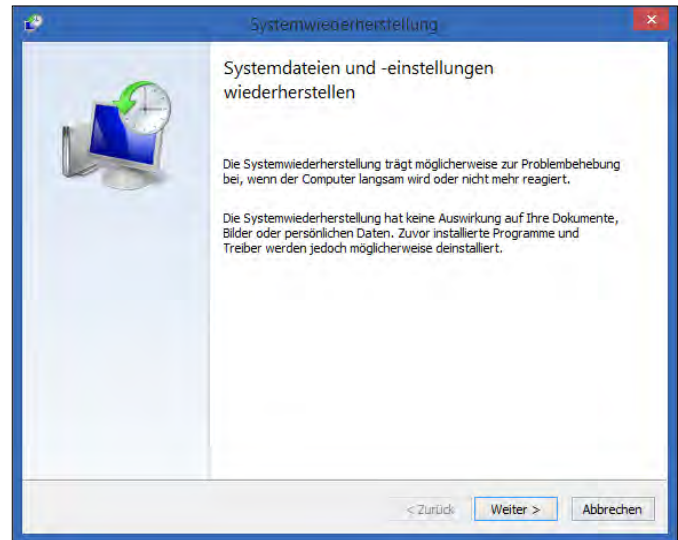 Systemwiederherstellung
Systemdateien und -einstellungen
wiederherstellen
Die Systemwiederherstellung trägt möglicherweise zur Problembehebung
bei, wenn der Computer langsam wird oder nicht mehr reagiert.
Die Systemwiederherstellung hat keine Auswirkung auf Ihre Dokumente,
Bilder oder persönlichen Daten. Zuvor installierte Programme und
Treiber werden jedoch möglicherweise deinstalliert.
< Zurück Weiter > Abbrechen